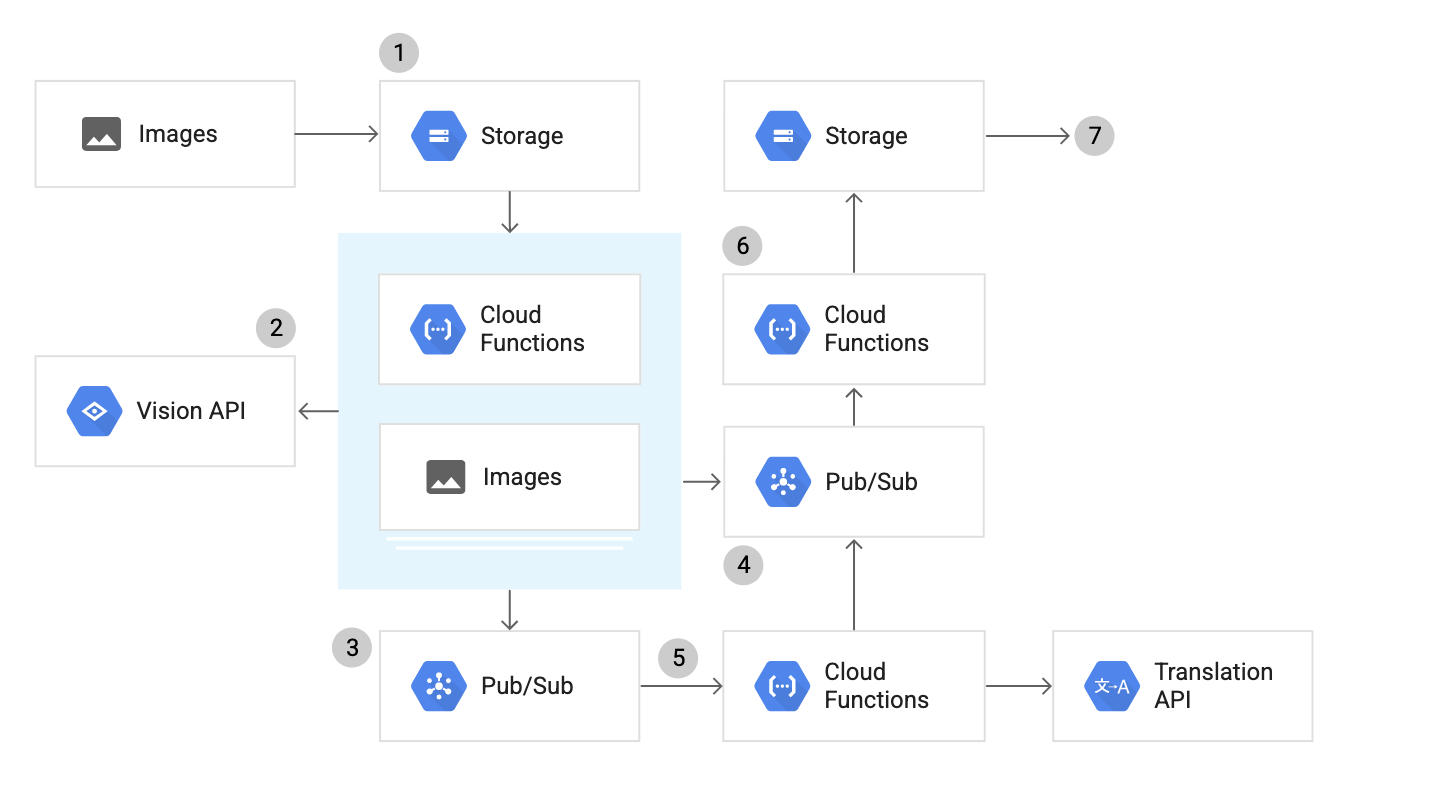 1
Images
Storage
Storage
7
6
Cloud
Functions
Cloud
Functions
2
Vision API
Images
Pub/Sub
4
3
Pub/Sub
5
Cloud
Functions
文→A
Translation
API